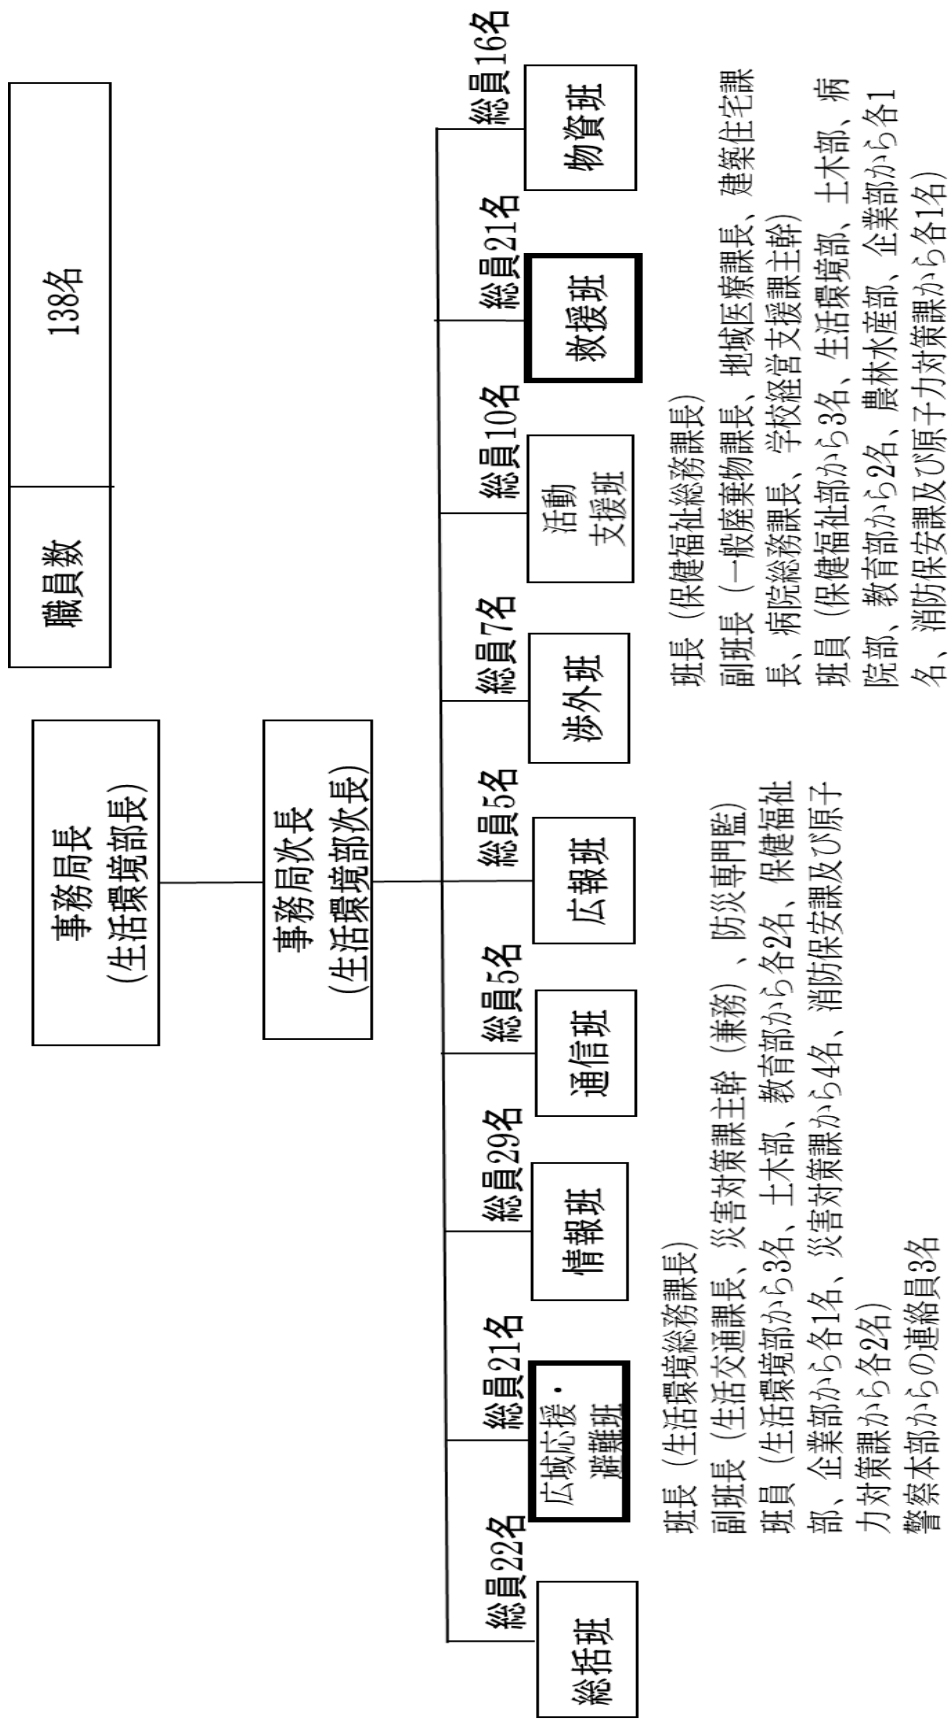 職員数 138名
事務局長
(生活環境部長)
事務局次長
(生活環境部次長)
総員22名
総員21名
総員29名
総員5名
総員5名
総員7名
総員10名
総員21名
総員16名
総括班
広域応援・
避難班
情報班
通信班
広報班
渉外班
活動
支援班
救援班
物資班
班長（生活環境総務課長）
副班長（生活交通課長、災害対策課主幹（兼務）、防災専門監）
班員（生活環境部から3名、土木部、教育部から各2名、保健福祉
部、企業部から各1名、災害対策課から4名、消防保安課及び原子
力対策課から各2名）
警察本部からの連絡員3名
班長（保健福祉総務課長）
副班長（一般廃棄物課長、地域医療課長、建築住宅課
長、病院総務課長、学校経営支援課主幹）
班員（保健福祉部から3名、生活環境部、土木部、病
院部、教育部から2名、農林水産部、企業部から各1
名、消防保安課及び原子力対策課から各1名）